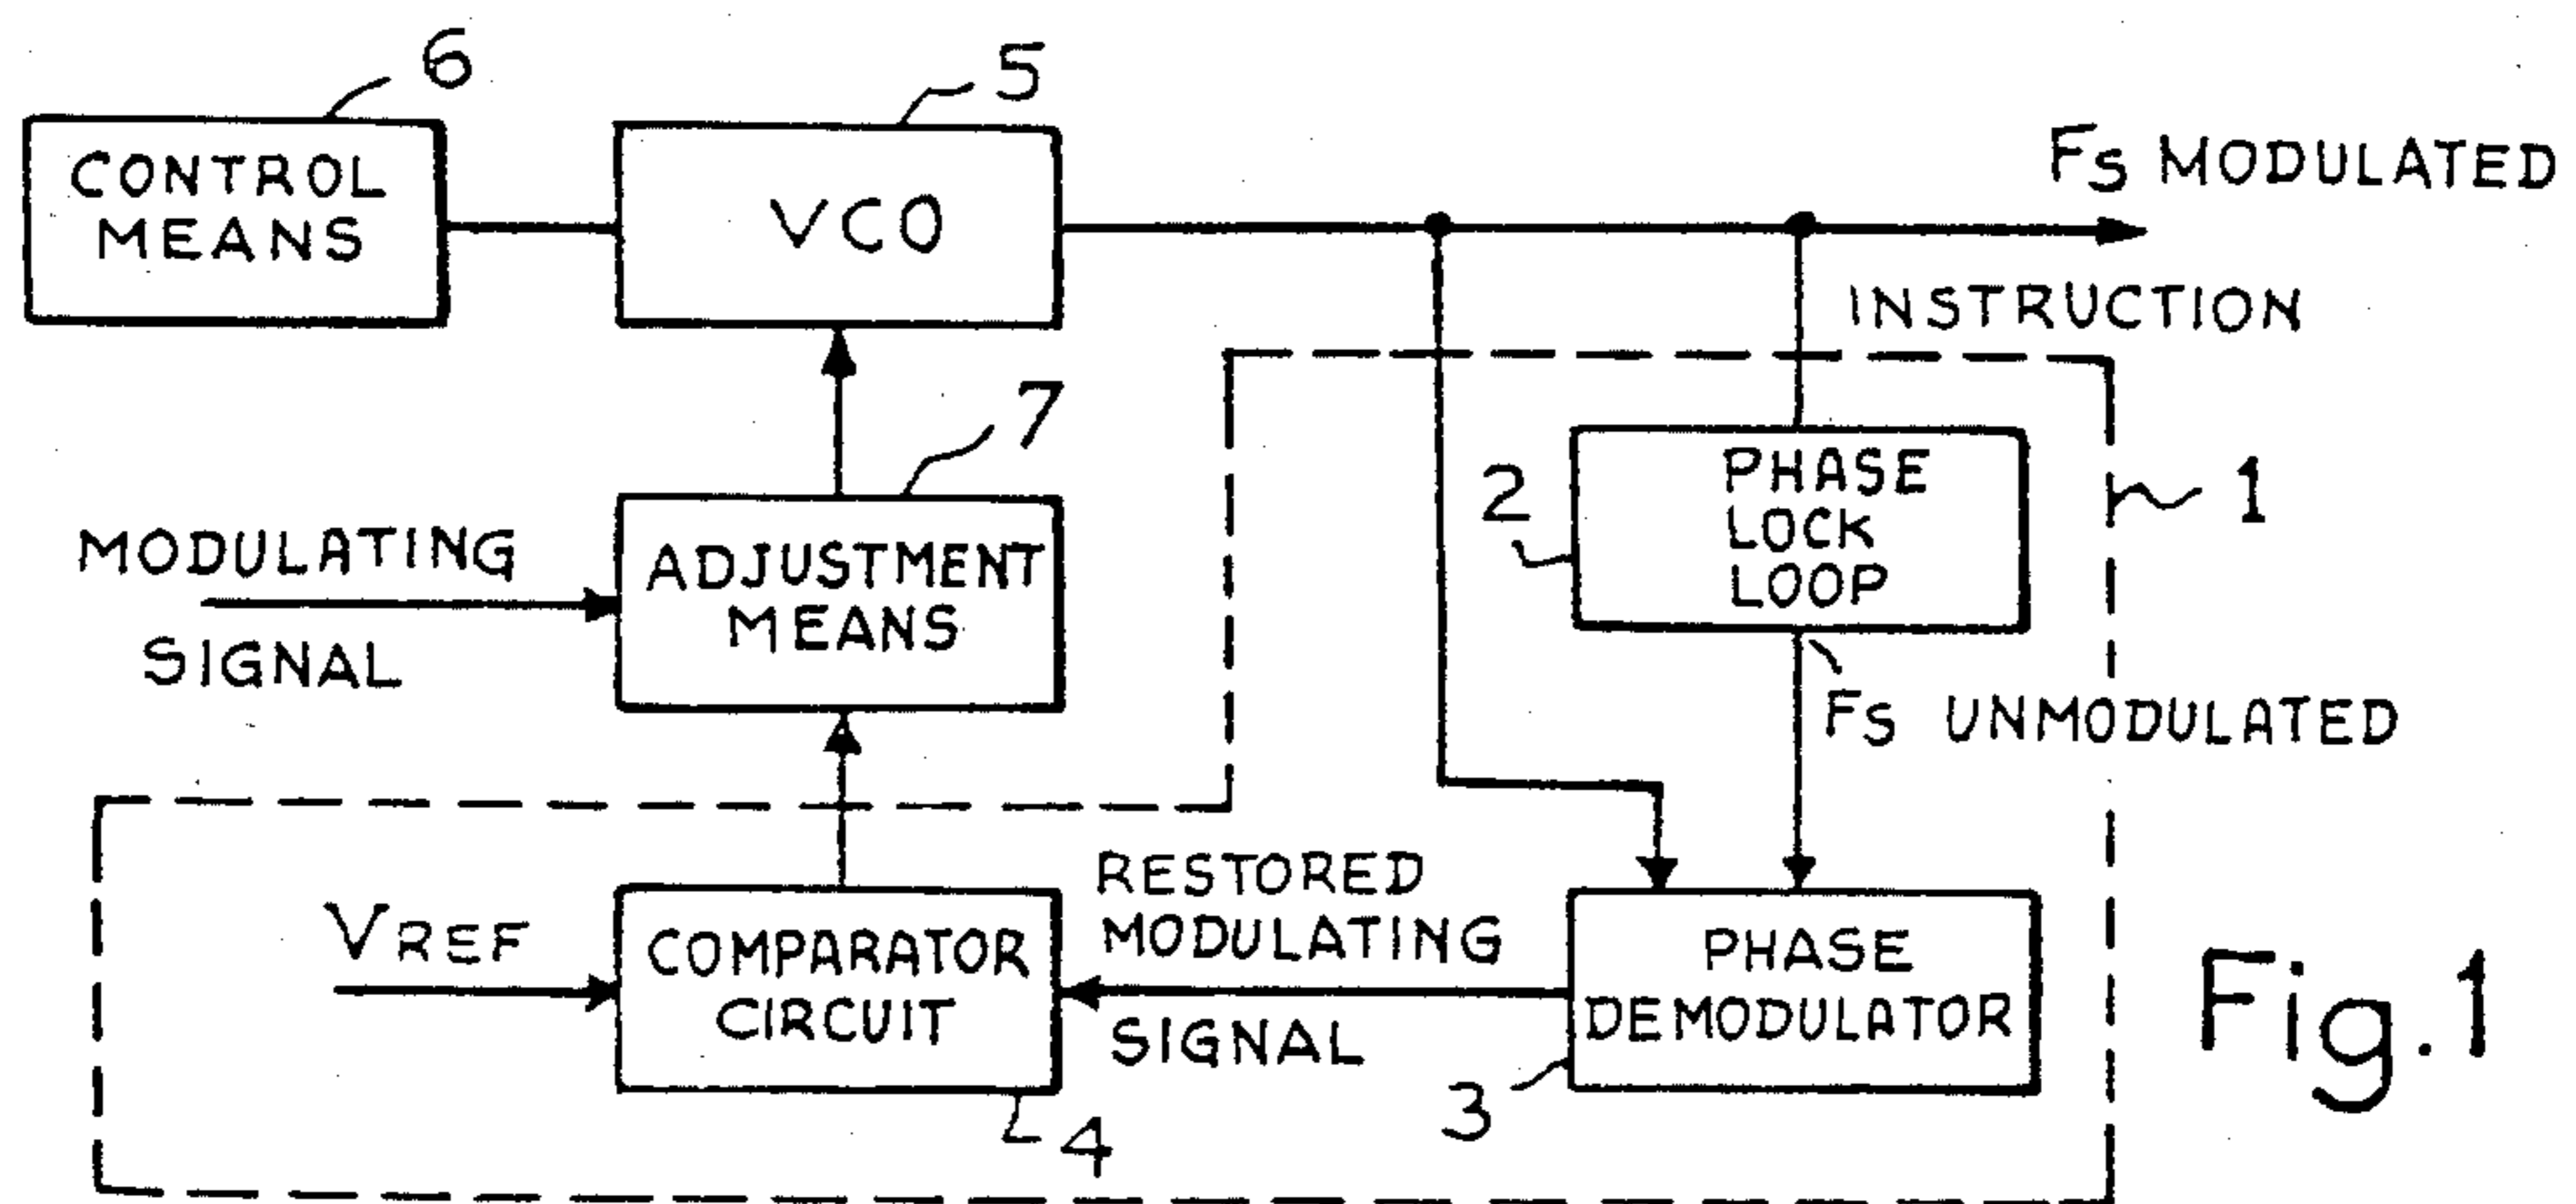 6
5
CONTROL
MEANS
VCO
Fs MODULATED
INSTRUCTION
7
MODULATING
SIGNAL
ADJUSTMENT
MEANS
2
PHASE
LOCK
LOOP
1
Fs UNMODULATED
VREF
COMPARATOR
CIRCUIT
4
RESTORED
MODULATING
SIGNAL
PHASE
DEMODULATOR
3
Fig.1